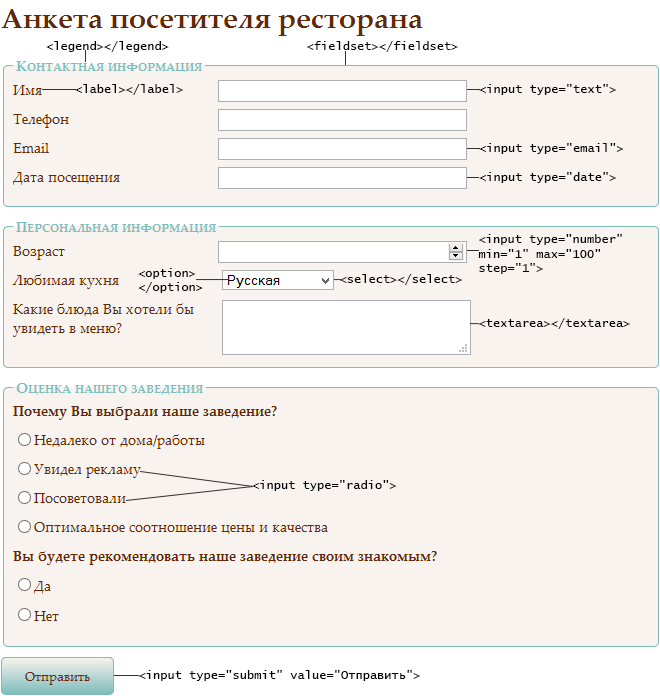 Анкета посетителя ресторана
<legend></legend> <fieldset></fieldset>
Контактная информация
Имя <label></label> <input type="text">
Телефон
Email <input type="email">
Дата посещения <input type="date">
Персональная информация
Возраст <input type="number" min="1" max="100" step="1">
Любимая кухня <option></option> Русская <select></select>
Какие блюда Вы хотели бы
увидеть в меню? <textarea></textarea>
Оценка нашего заведения
Почему Вы выбрали наше заведение?
Недалеко от дома/работы
Увидел рекламу
<input type="radio">
Посоветовали
Оптимальное соотношение цены и качества
Вы будете рекомендовать наше заведение своим знакомым?
Да
Нет
Отправить <input type="submit" value="Отправить">